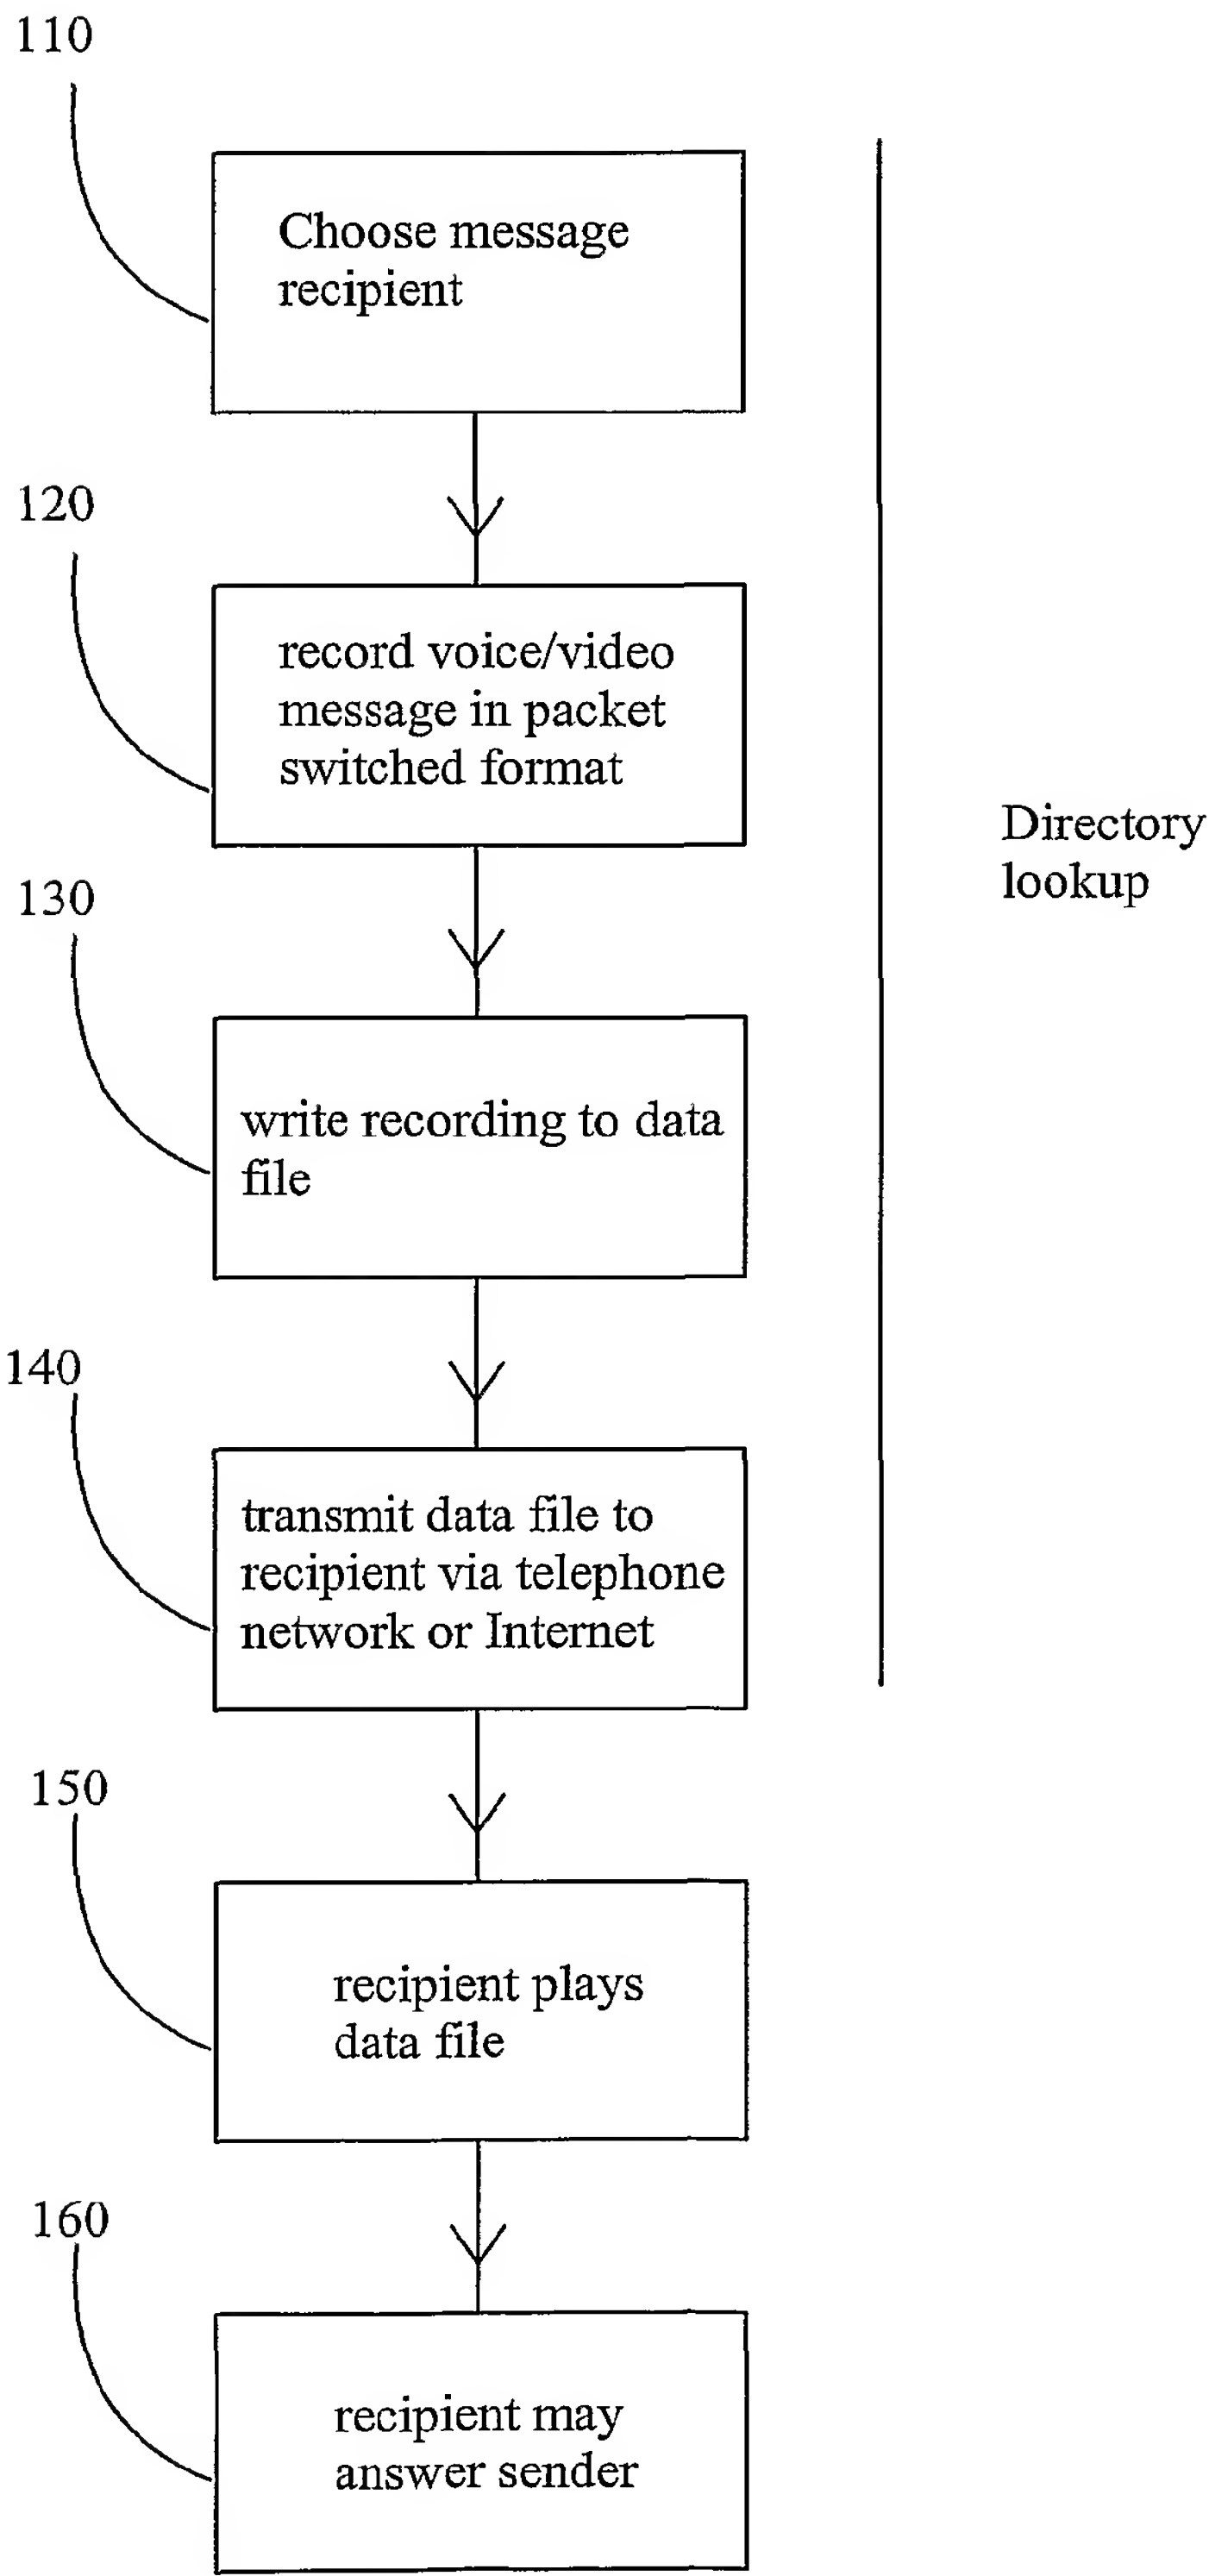 110
Choose message
recipient
120
record voice/video
message in packet
switched format
Directory
lookup
130
write recording to data
file
140
transmit data file to
recipient via telephone
network or Internet
150
recipient plays
data file
160
recipient may
answer sender